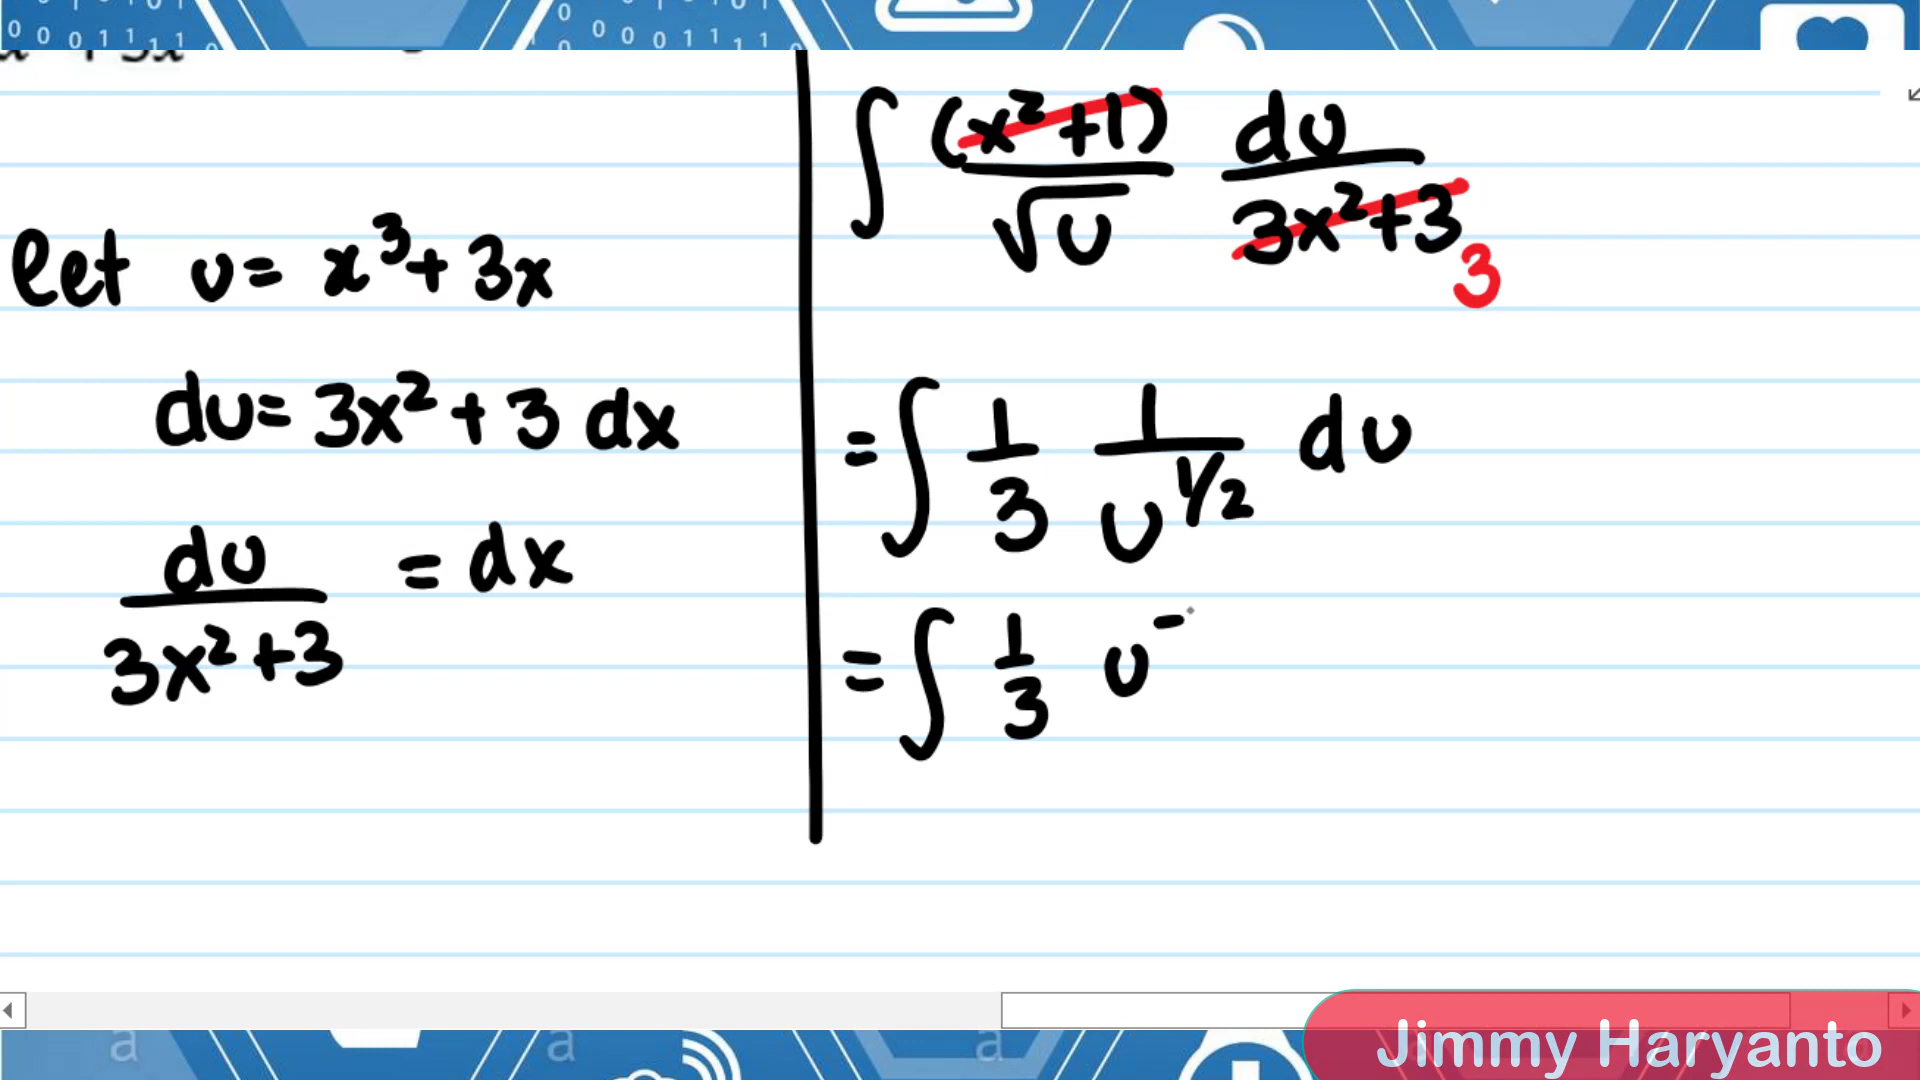 let u = x³ + 3x
du = 3x² + 3 dx
du/(3x² + 3) = dx
∫ (x² + 1)/√u du/(3x² + 3) 3
= ∫ 1/3 1/u^(1/2) du
= ∫ 1/3 u⁻
Jimmy Haryanto